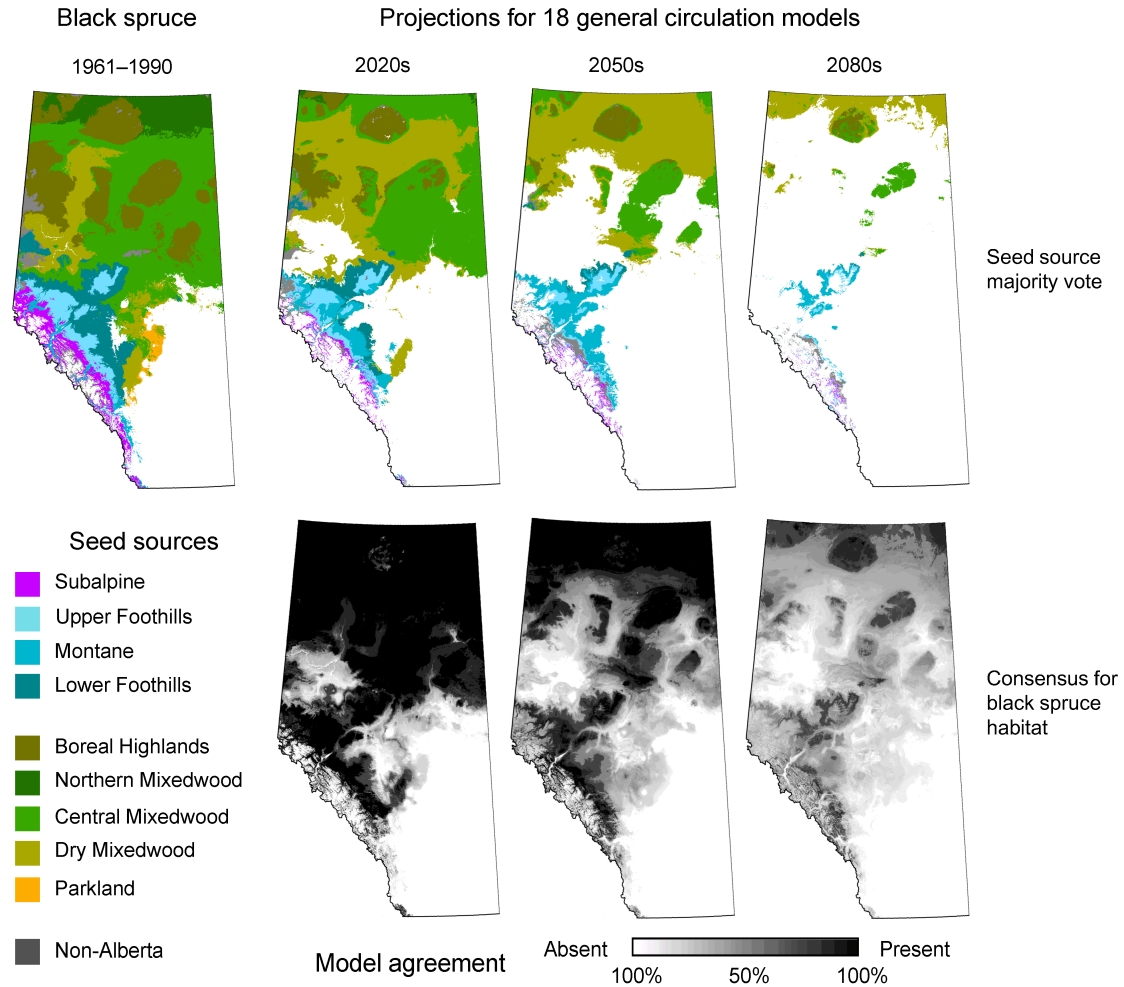 Black spruce
Projections for 18 general circulation models
1961–1990
2020s
2050s
2080s
Seed source
majority vote
Seed sources
Subalpine
Upper Foothills
Montane
Lower Foothills
Boreal Highlands
Northern Mixedwood
Central Mixedwood
Dry Mixedwood
Parkland
Non-Alberta
Consensus for
black spruce
habitat
Model agreement
Absent
Present
100%
50%
100%